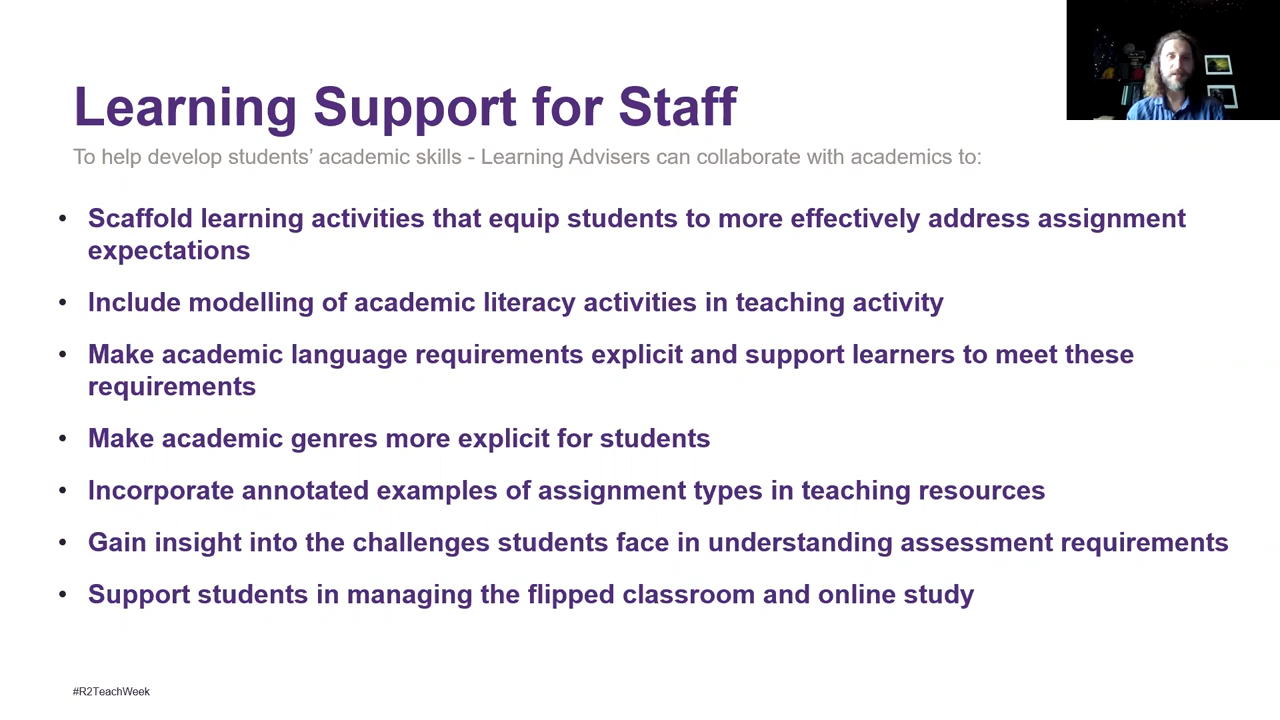 Learning Support for Staff
To help develop students’ academic skills - Learning Advisers can collaborate with academics to:
• Scaffold learning activities that equip students to more effectively address assignment
expectations
• Include modelling of academic literacy activities in teaching activity
• Make academic language requirements explicit and support learners to meet these
requirements
• Make academic genres more explicit for students
• Incorporate annotated examples of assignment types in teaching resources
• Gain insight into the challenges students face in understanding assessment requirements
• Support students in managing the flipped classroom and online study
#R2TeachWeek